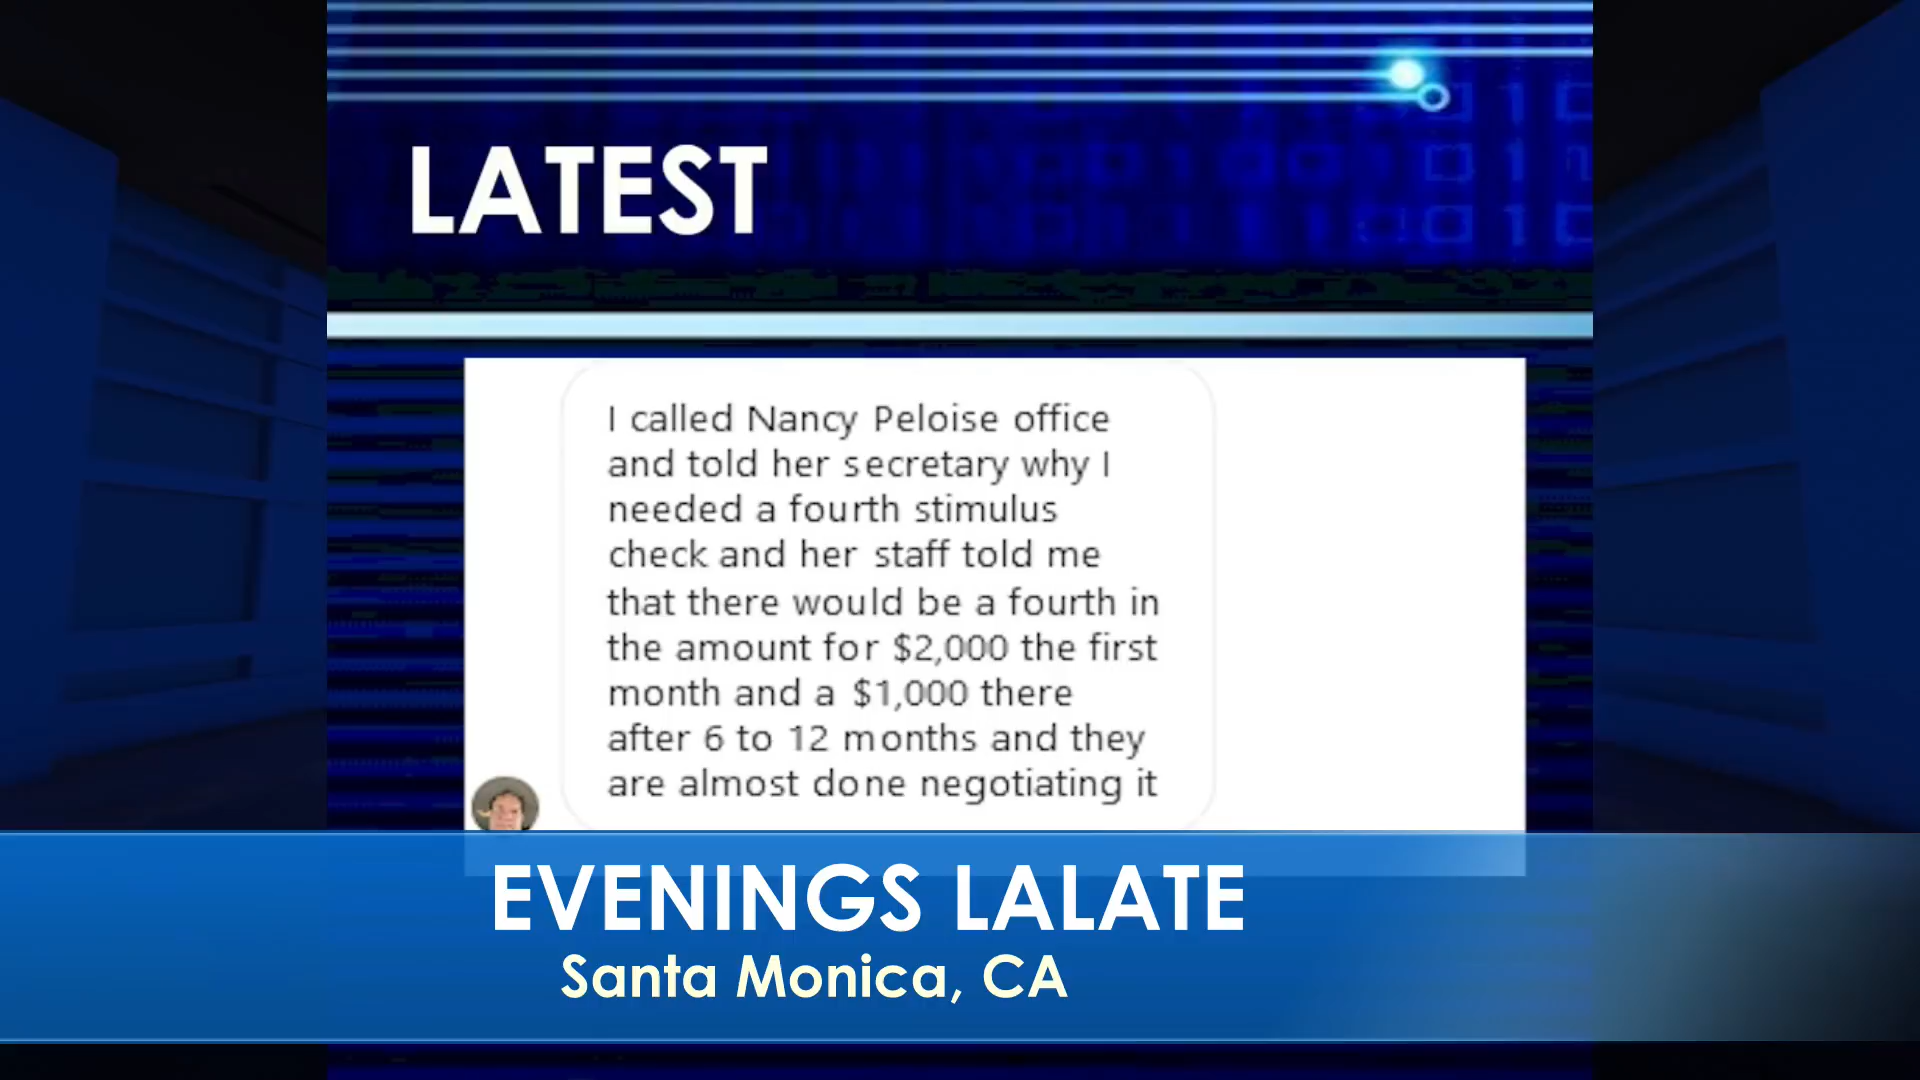 LATEST
I called Nancy Peloise office
and told her secretary why I
needed a fourth stimulus
check and her staff told me
that there would be a fourth in
the amount for $2,000 the first
month and a $1,000 there
after 6 to 12 months and they
are almost done negotiating it
EVENINGS LALATE
Santa Monica, CA